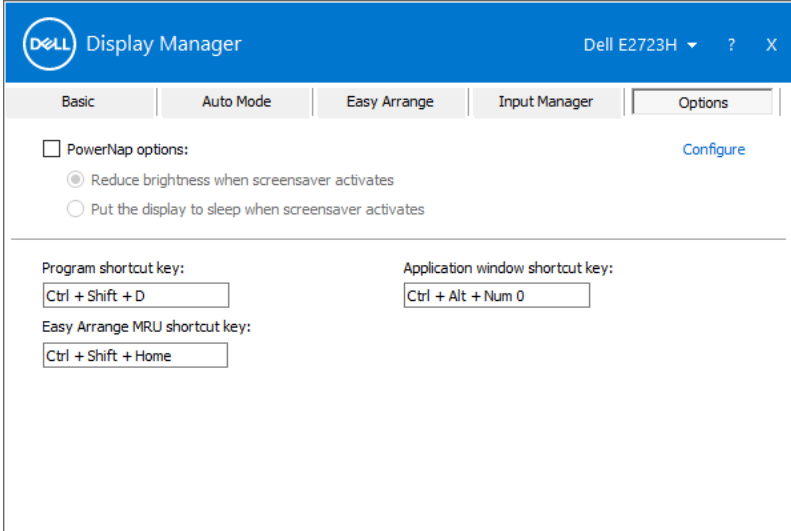 DELL Display Manager Dell E2723H ? X
Basic Auto Mode Easy Arrange Input Manager Options
PowerNap options: Configure
Reduce brightness when screensaver activates
Put the display to sleep when screensaver activates
Program shortcut key: Application window shortcut key:
Ctrl + Shift + D Ctrl + Alt + Num 0
Easy Arrange MRU shortcut key:
Ctrl + Shift + Home